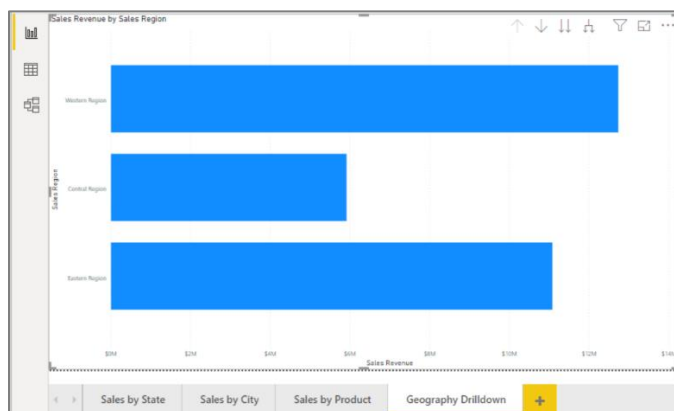 Sales Revenue by Sales Region
Western Region
Central Region
Eastern Region
Sales Region
$0M $2M $4M $6M $8M $10M $12M $14M
Sales Revenue
Sales by State Sales by City Sales by Product Geography Drilldown +